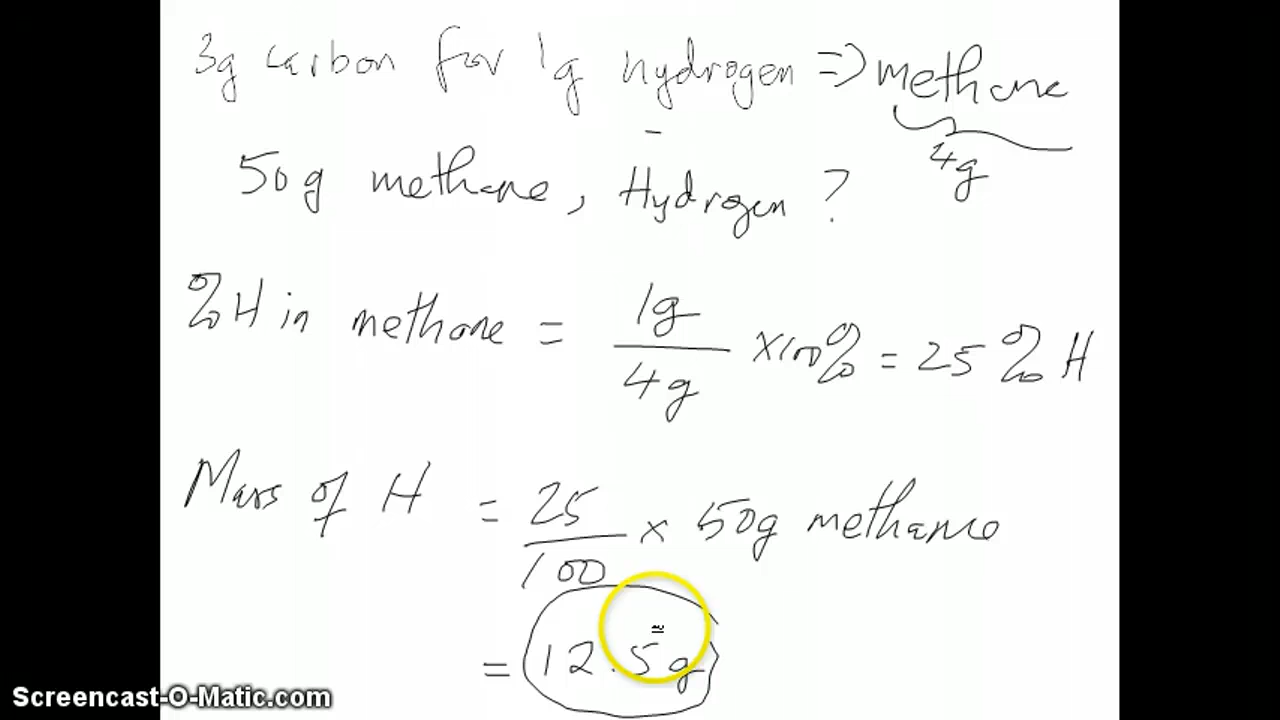 3g carbon for 1g hydrogen => methane
4g
50g methane, Hydrogen ?
%H in methane = 1g / 4g × 100% = 25 % H
Mass of H = 25 / 100 × 50g methane
= 12.5g
Screencast-O-Matic.com